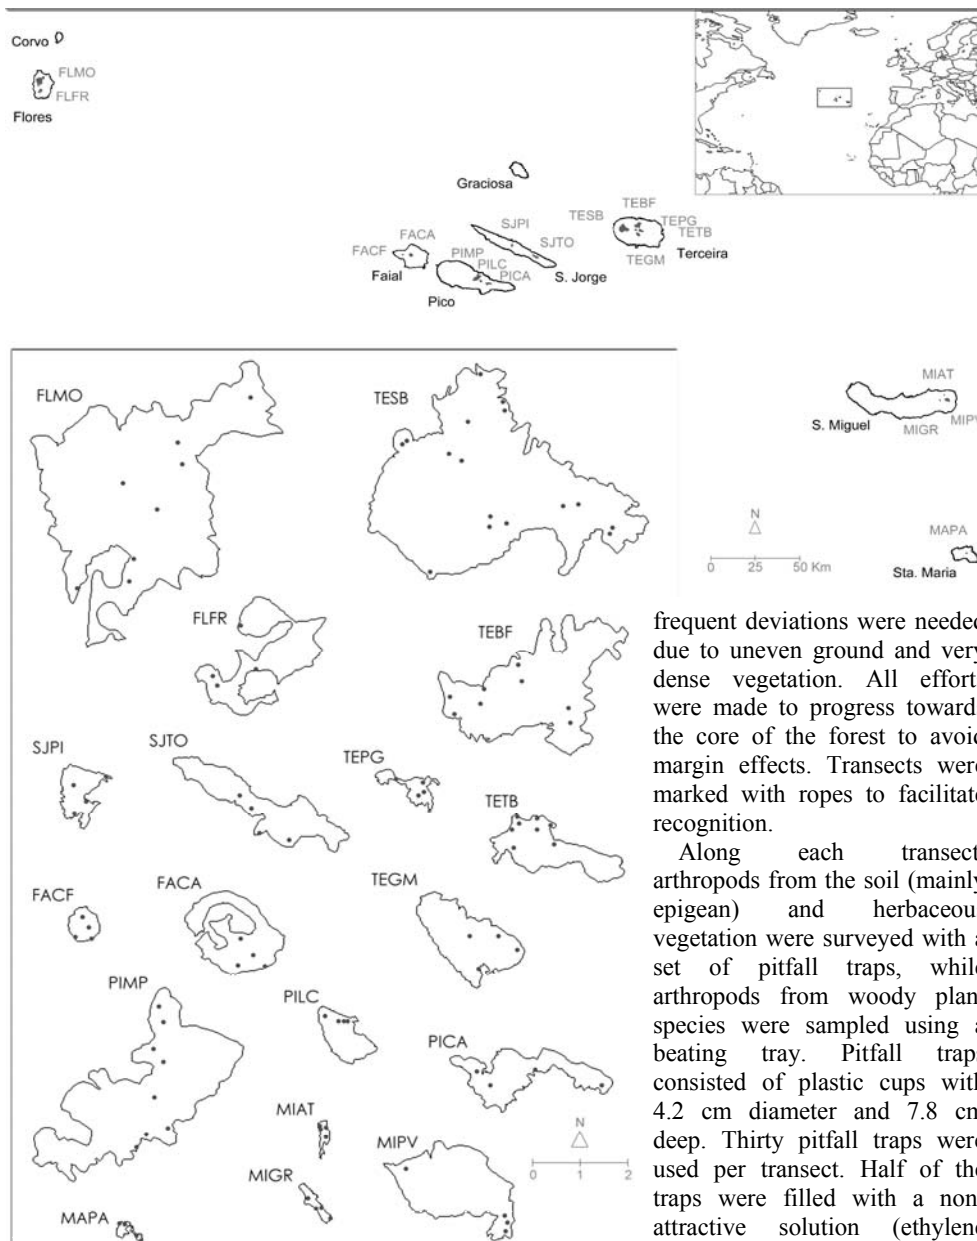 Corvo
FLMO
FLFR
Flores
Graciosa
TEBF
TESB
TEPG
TETB
TEGM
Terceira
SJPI
SJTO
S. Jorge
FACA
FACF
Faial
PIMP
PILC
PICA
Pico
MIAT
S. Miguel
MIPV
MIGR
N
0 25 50 Km
MAPA
Sta. Maria
FLMO
TESB
FLFR
TEBF
SJPI
SJTO
TEPG
TETB
FACF
FACA
TEGM
PIMP
PILC
PICA
MIAT
MIGR
MIPV
MAPA
N
0 1 2
frequent deviations were needed
due to uneven ground and very
dense vegetation. All effort
were made to progress toward
the core of the forest to avoid
margin effects. Transects were
marked with ropes to facilitate
recognition.
Along each transect
arthropods from the soil (mainly
epigean) and herbaceou
vegetation were surveyed with a
set of pitfall traps, while
arthropods from woody plan
species were sampled using a
beating tray. Pitfall traps
consisted of plastic cups with
4.2 cm diameter and 7.8 cm
deep. Thirty pitfall traps were
used per transect. Half of the
traps were filled with a non
attractive solution (ethylene